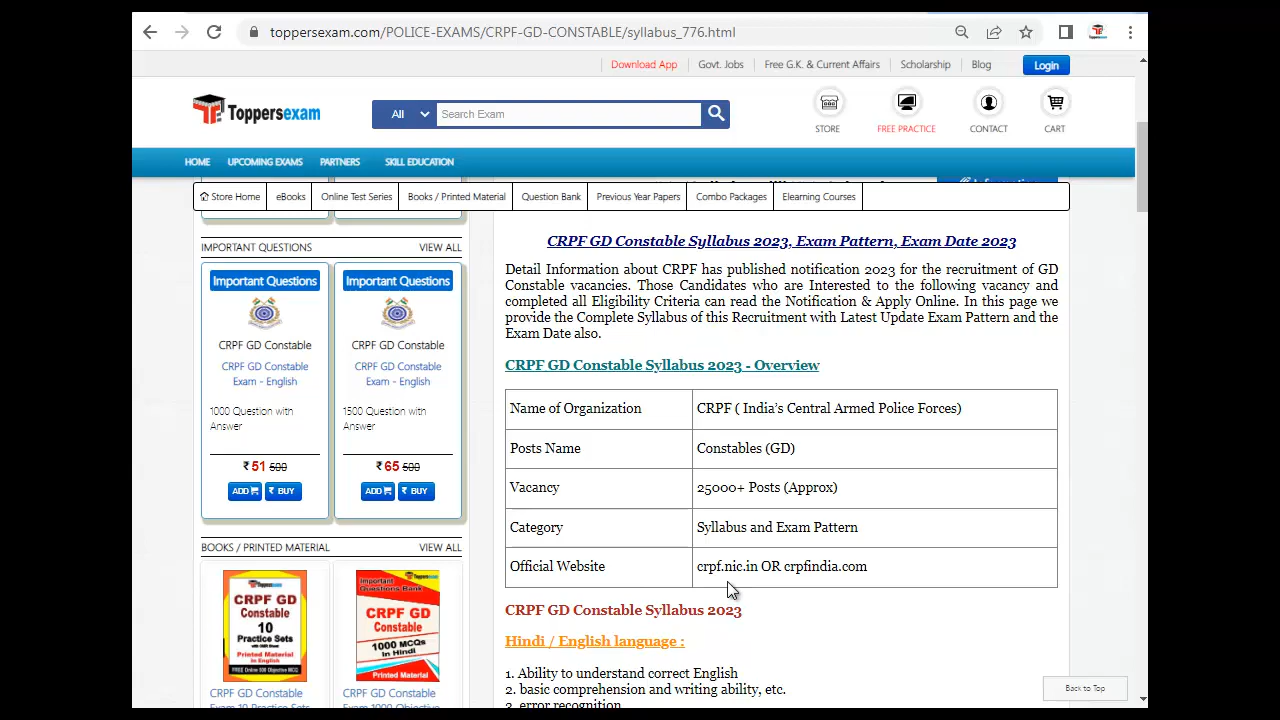 toppersexam.com/POLICE-EXAMS/CRPF-GD-CONSTABLE/syllabus_776.html
Download App Govt. Jobs Free G.K. & Current Affairs Scholarship Blog Login
Toppersexam
All Search Exam
STORE FREE PRACTICE CONTACT CART
HOME UPCOMING EXAMS PARTNERS SKILL EDUCATION
Store Home eBooks Online Test Series Books / Printed Material Question Bank Previous Year Papers Combo Packages Elearning Courses
IMPORTANT QUESTIONS VIEW ALL
Important Questions Important Questions
CRPF GD Constable CRPF GD Constable
CRPF GD Constable CRPF GD Constable
Exam - English Exam - English
1000 Question with 1500 Question with
Answer Answer
₹ 51 500 ₹ 65 500
ADD ₹ BUY ADD ₹ BUY
BOOKS / PRINTED MATERIAL VIEW ALL
Toppersexam
CRPF GD
Constable
10
Practice Sets
Printed Material
in English
Important
Questions Bank
CRPF GD
Constable
1000 MCQs
in Hindi
Printed Material
CRPF GD Constable CRPF GD Constable
CRPF GD Constable Syllabus 2023, Exam Pattern, Exam Date 2023
Detail Information about CRPF has published notification 2023 for the recruitment of GD
Constable vacancies. Those Candidates who are Interested to the following vacancy and
completed all Eligibility Criteria can read the Notification & Apply Online. In this page we
provide the Complete Syllabus of this Recruitment with Latest Update Exam Pattern and the
Exam Date also.
CRPF GD Constable Syllabus 2023 - Overview
Name of Organization CRPF ( India’s Central Armed Police Forces)
Posts Name Constables (GD)
Vacancy 25000+ Posts (Approx)
Category Syllabus and Exam Pattern
Official Website crpf.nic.in OR crpfindia.com
CRPF GD Constable Syllabus 2023
Hindi / English language :
1. Ability to understand correct English
2. basic comprehension and writing ability, etc.
3. error recognition
Back to Top